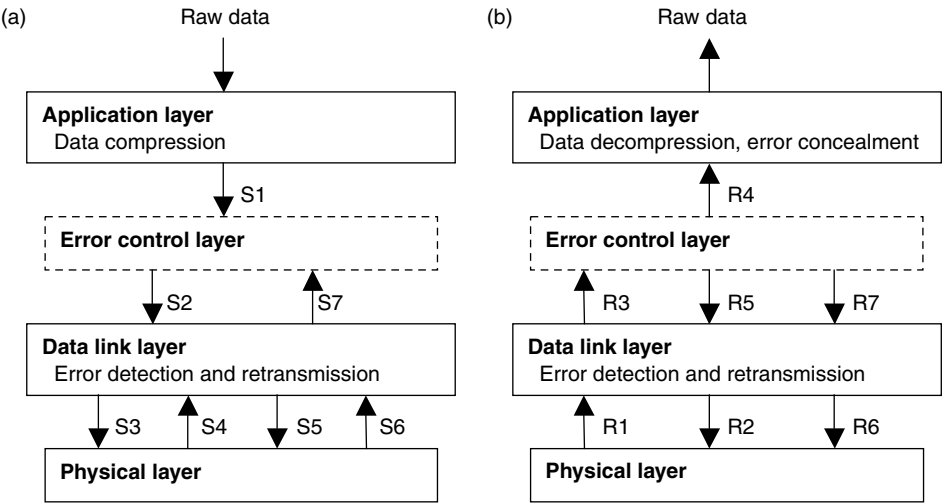 (a)
Raw data
Application layer
Data compression
S1
Error control layer
S2
S7
Data link layer
Error detection and retransmission
S3
S4
S5
S6
Physical layer
(b)
Raw data
Application layer
Data decompression, error concealment
R4
Error control layer
R3
R5
R7
Data link layer
Error detection and retransmission
R1
R2
R6
Physical layer